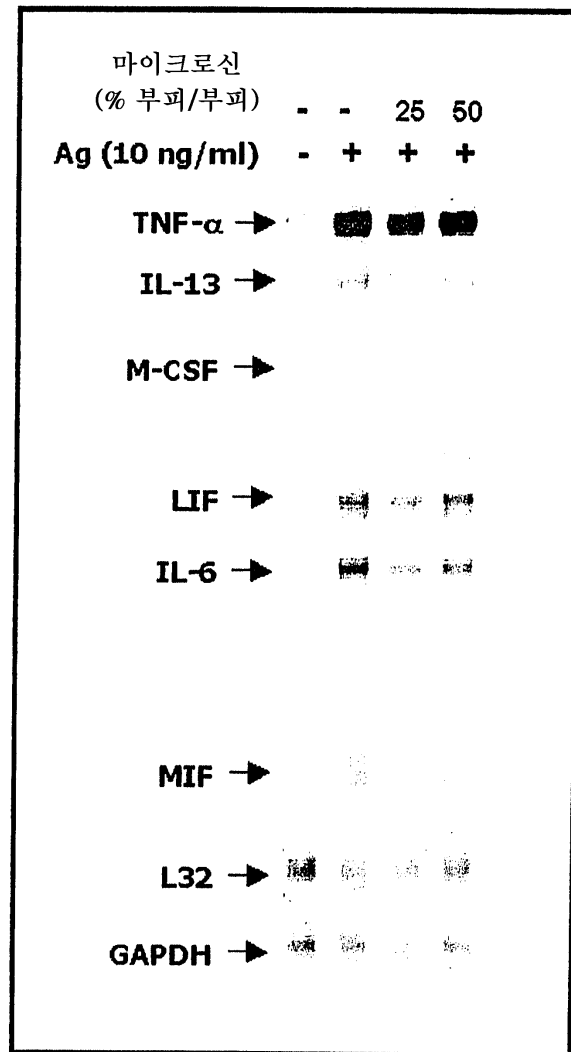 마이크로신
(% 부피/부피) - - 25 50
Ag (10 ng/ml) - + + +
TNF-α
IL-13
M-CSF
LIF
IL-6
MIF
L32
GAPDH